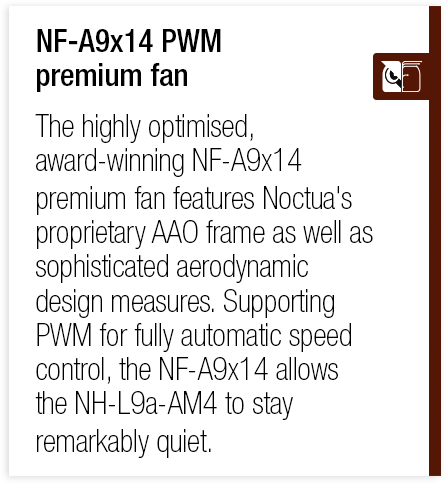 NF-A9x14 PWM
premium fan
The highly optimised,
award-winning NF-A9x14
premium fan features Noctua's
proprietary AAO frame as well as
sophisticated aerodynamic
design measures. Supporting
PWM for fully automatic speed
control, the NF-A9x14 allows
the NH-L9a-AM4 to stay
remarkably quiet.